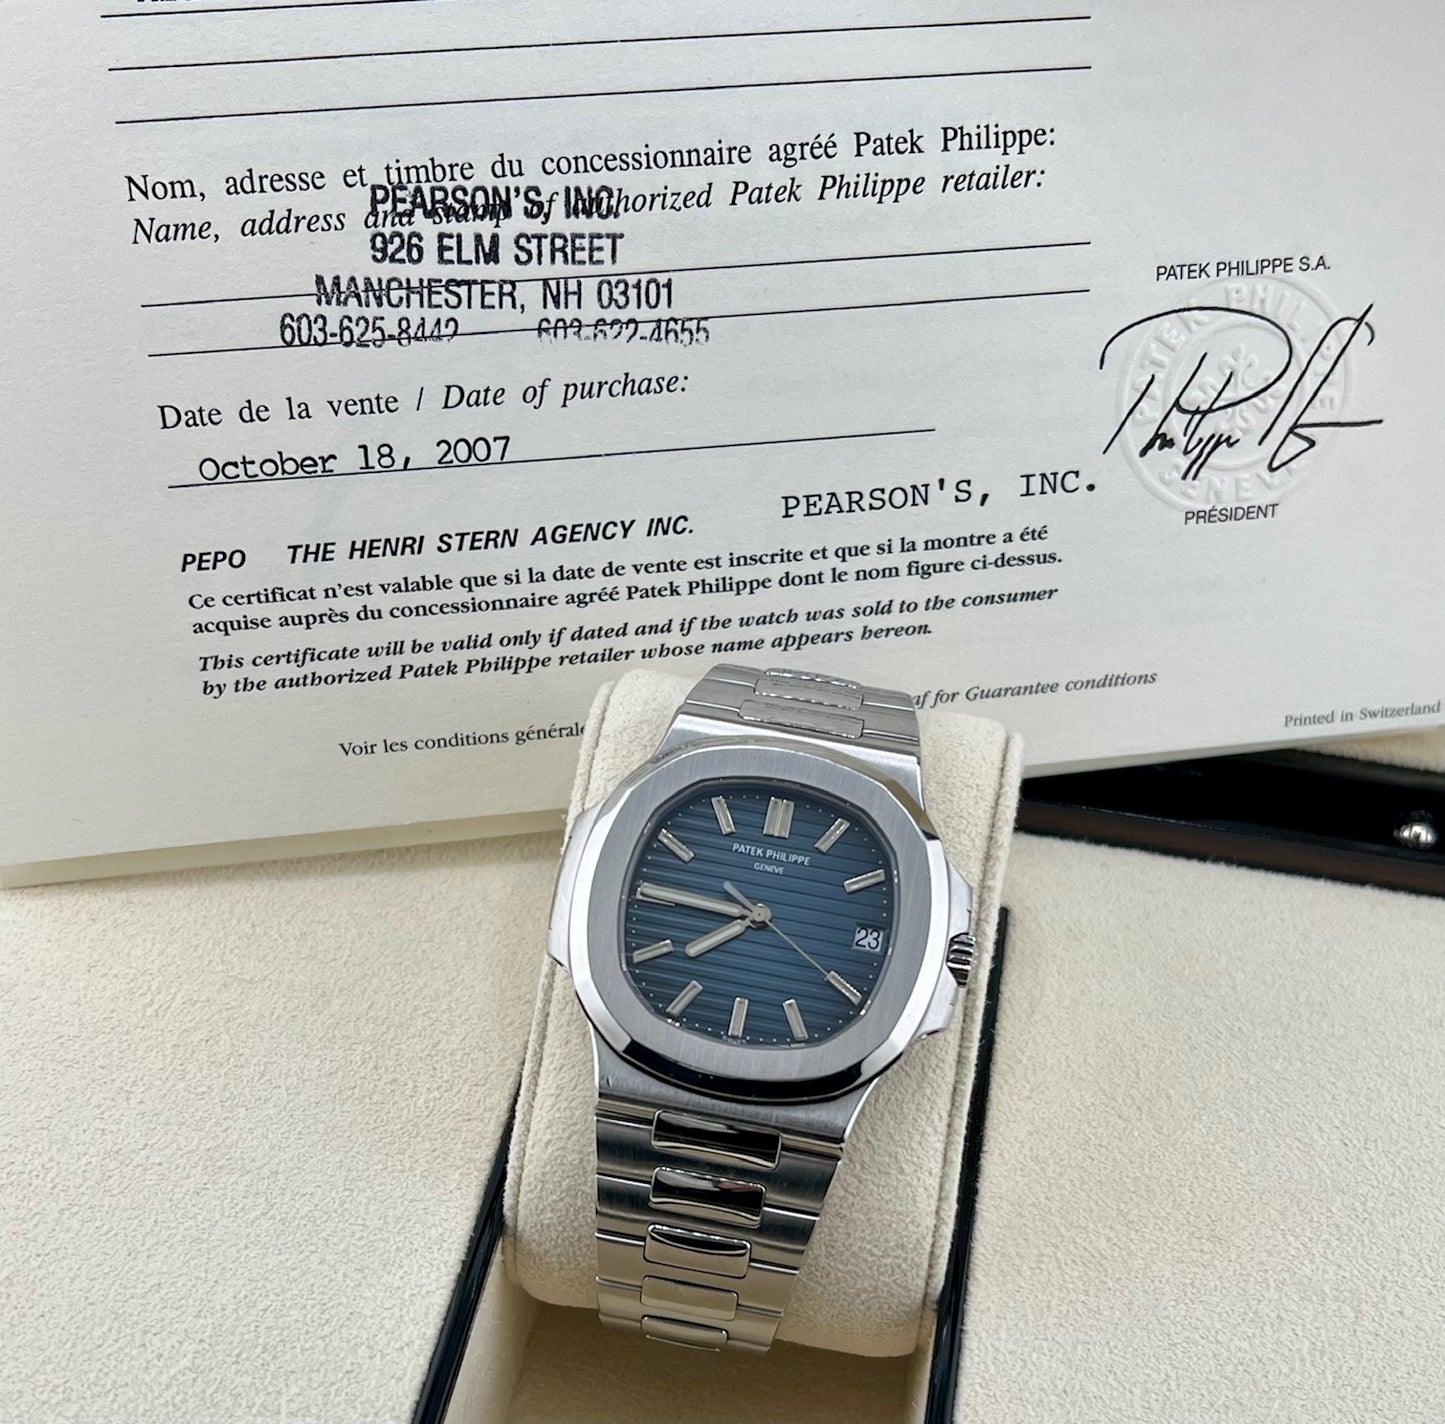 Nom, adresse et timbre du concessionnaire agréé Patek Philippe:
Name, address and stamp of authorized Patek Philippe retailer:
PEARSON'S, INC.
926 ELM STREET
MANCHESTER, NH 03101
603-625-8442 603-622-4655
PATEK PHILIPPE S.A.
PRÉSIDENT
Date de la vente / Date of purchase:
October 18, 2007
PEARSON'S, INC.
PEPO THE HENRI STERN AGENCY INC.
Ce certificat n'est valable que si la date de vente est inscrite et que si la montre a été
acquise auprès du concessionnaire agréé Patek Philippe dont le nom figure ci-dessus.
This certificate will be valid only if dated and if the watch was sold to the consumer
by the authorized Patek Philippe retailer whose name appears hereon.
Voir les conditions générale
for Guarantee conditions
Printed in Switzerland
PATEK PHILIPPE
GENEVE
23